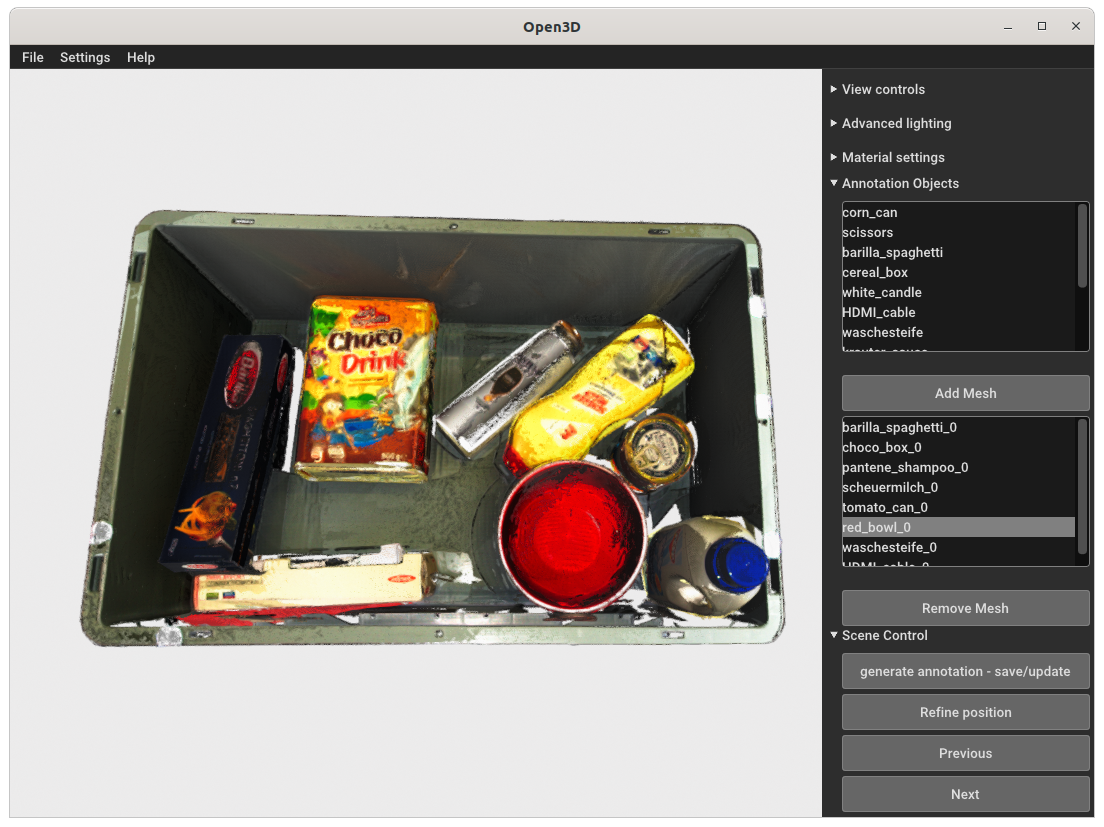 Open3D
File Settings Help
View controls
Advanced lighting
Material settings
Annotation Objects
corn_can
scissors
barilla_spaghetti
cereal_box
white_candle
HDMI_cable
waschesteife
Add Mesh
barilla_spaghetti_0
choco_box_0
pantene_shampoo_0
scheuermilch_0
tomato_can_0
red_bowl_0
waschesteife_0
HDMI_cable_0
Remove Mesh
Scene Control
generate annotation - save/update
Refine position
Previous
Next
Choco
Drink